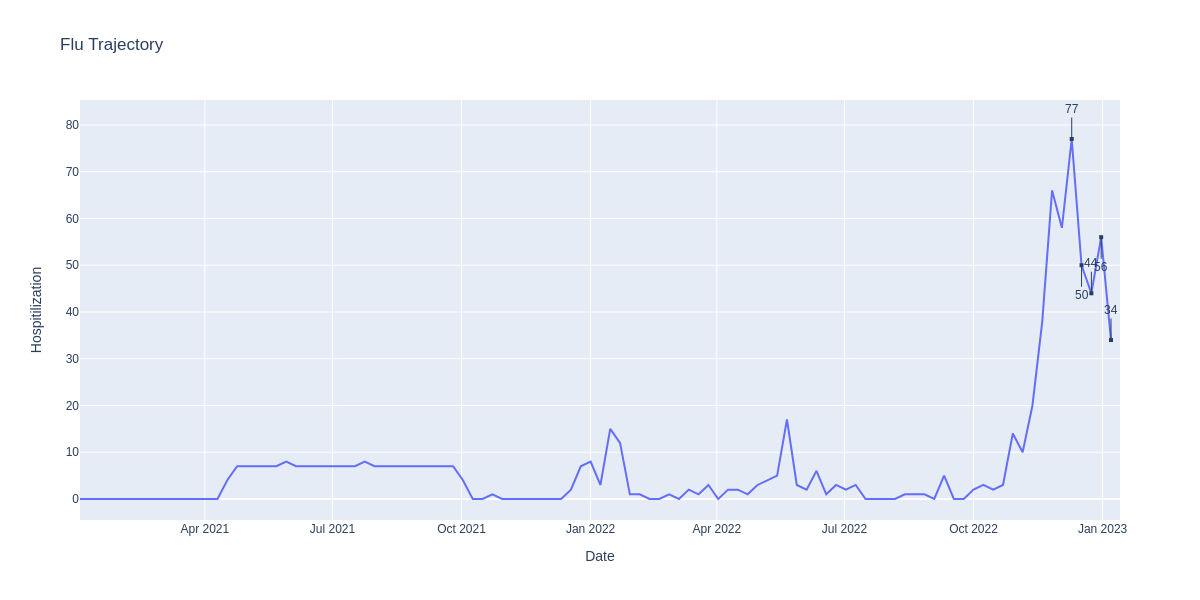 Flu Trajectory
77
80
70
60
50
44
56
50
40
34
30
20
10
0
Hospitilization
Apr 2021
Jul 2021
Oct 2021
Jan 2022
Apr 2022
Jul 2022
Oct 2022
Jan 2023
Date